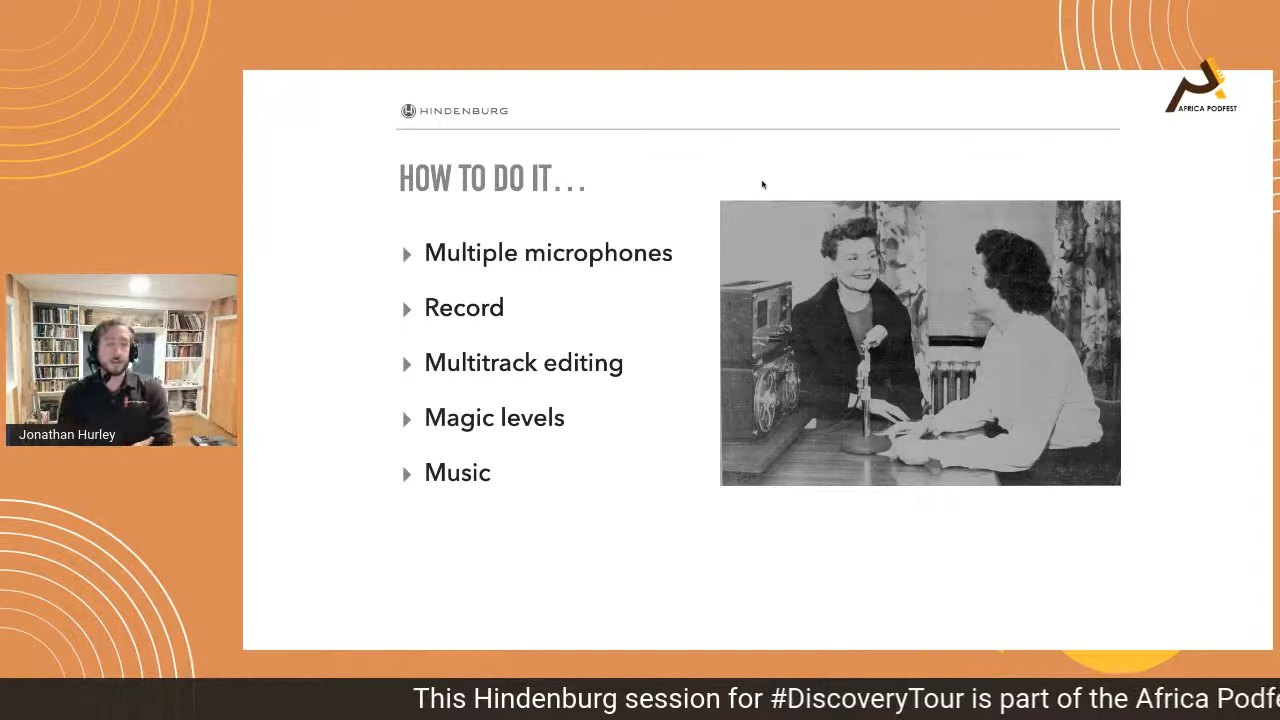 AFRICA PODFEST
HINDENBURG
HOW TO DO IT...
Multiple microphones
Record
Multitrack editing
Magic levels
Music
Jonathan Hurley
This Hindenburg session for #DiscoveryTour is part of the Africa Podfe